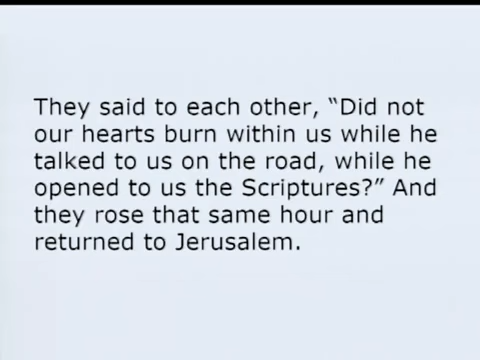 They said to each other, “Did not
our hearts burn within us while he
talked to us on the road, while he
opened to us the Scriptures?” And
they rose that same hour and
returned to Jerusalem.